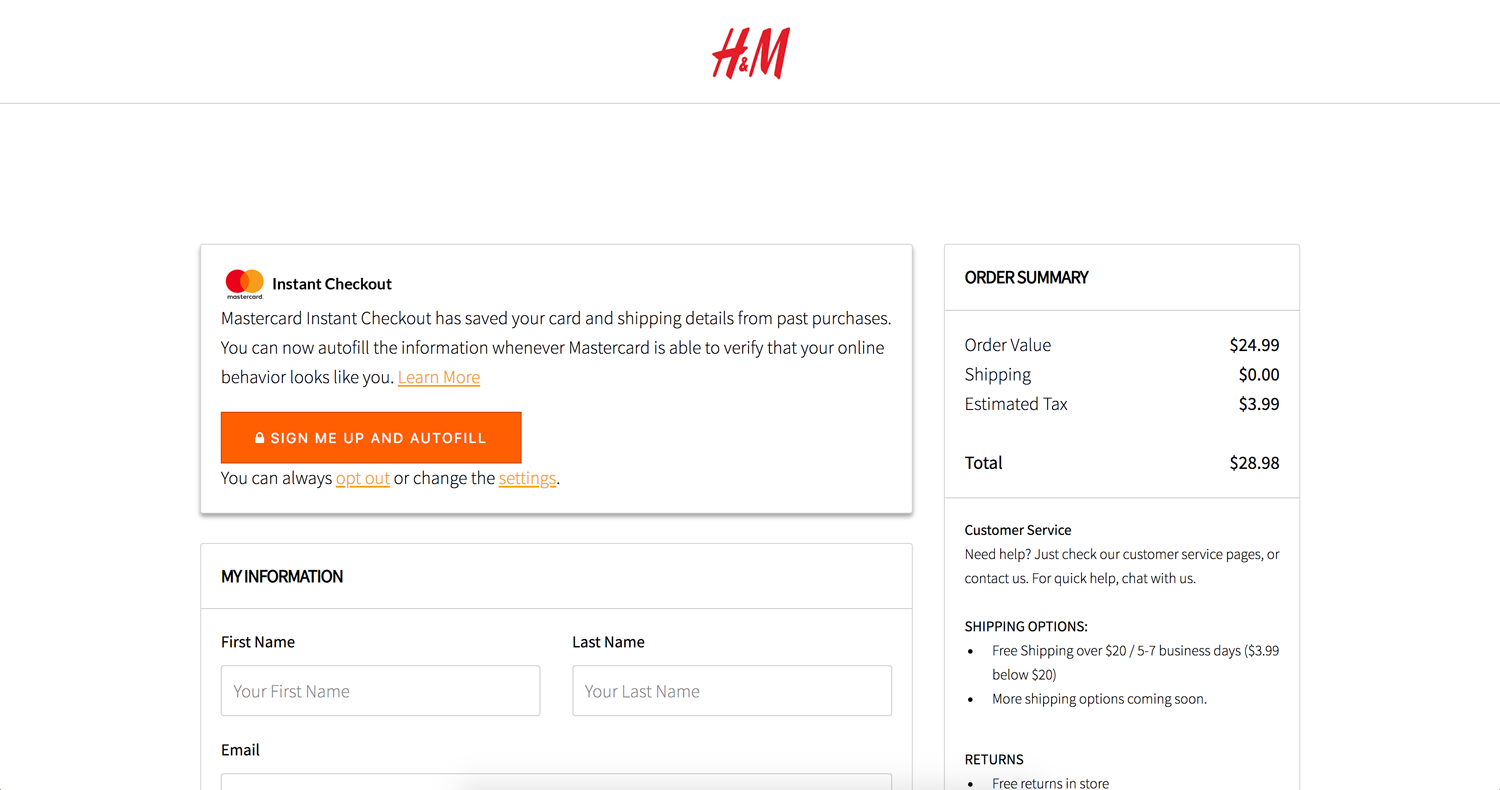 H&M
mastercard.
Instant Checkout
Mastercard Instant Checkout has saved your card and shipping details from past purchases.
You can now autofill the information whenever Mastercard is able to verify that your online
behavior looks like you. Learn More
SIGN ME UP AND AUTOFILL
You can always opt out or change the settings.
MY INFORMATION
First Name
Last Name
Your First Name
Your Last Name
Email
ORDER SUMMARY
Order Value $24.99
Shipping $0.00
Estimated Tax $3.99
Total $28.98
Customer Service
Need help? Just check our customer service pages, or
contact us. For quick help, chat with us.
SHIPPING OPTIONS:
• Free Shipping over $20 / 5-7 business days ($3.99
below $20)
• More shipping options coming soon.
RETURNS
• Free returns in store